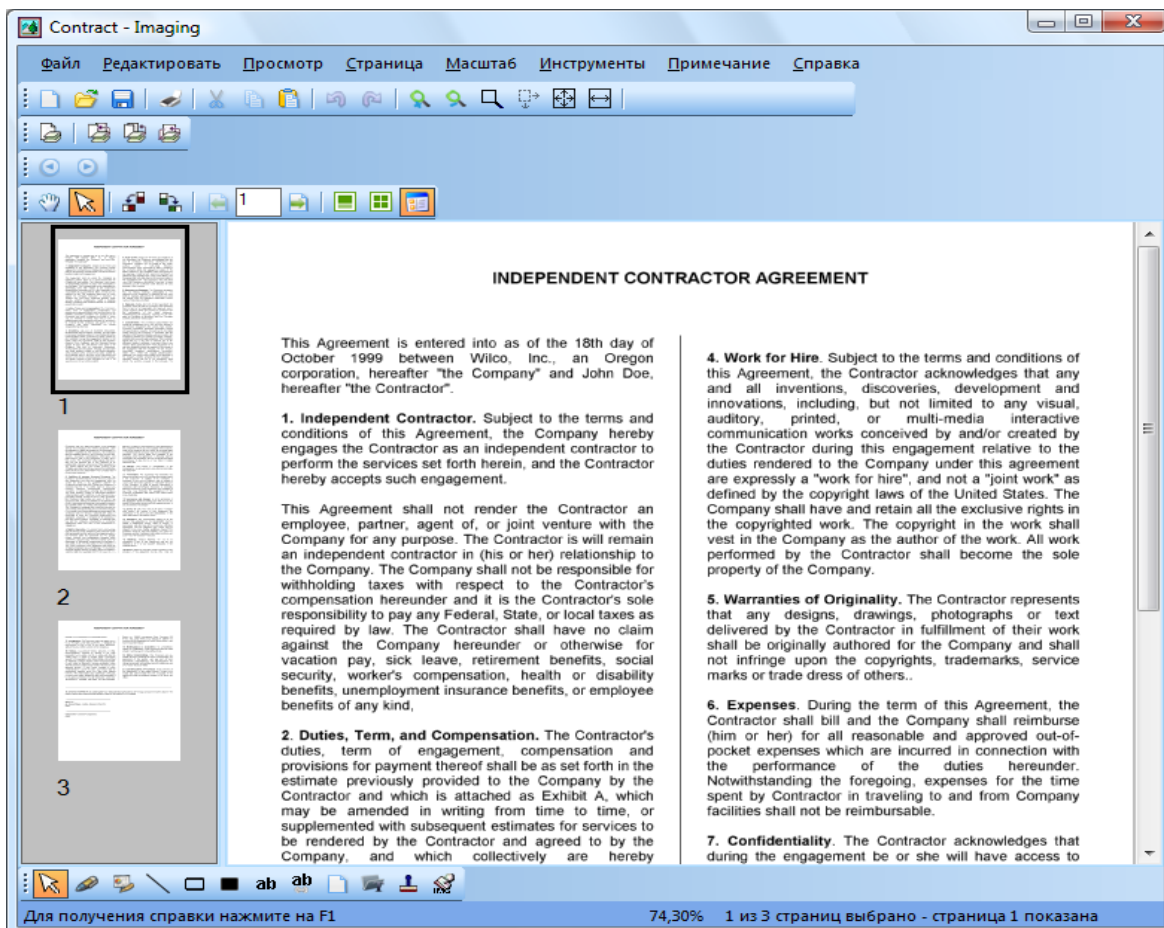 Contract - Imaging
Файл Редактировать Просмотр Страница Масштаб Инструменты Примечание Справка
1
1
2
3
INDEPENDENT CONTRACTOR AGREEMENT
This Agreement is entered into as of the 18th day of
October 1999 between Wilco, Inc., an Oregon
corporation, hereafter "the Company" and John Doe,
hereafter "the Contractor".
1. Independent Contractor. Subject to the terms and
conditions of this Agreement, the Company hereby
engages the Contractor as an independent contractor to
perform the services set forth herein, and the Contractor
hereby accepts such engagement.
This Agreement shall not render the Contractor an
employee, partner, agent of, or joint venture with the
Company for any purpose. The Contractor is will remain
an independent contractor in (his or her) relationship to
the Company. The Company shall not be responsible for
withholding taxes with respect to the Contractor's
compensation hereunder and it is the Contractor's sole
responsibility to pay any Federal, State, or local taxes as
required by law. The Contractor shall have no claim
against the Company hereunder or otherwise for
vacation pay, sick leave, retirement benefits, social
security, worker's compensation, health or disability
benefits, unemployment insurance benefits, or employee
benefits of any kind,
2. Duties, Term, and Compensation. The Contractor's
duties, term of engagement, compensation and
provisions for payment thereof shall be as set forth in the
estimate previously provided to the Company by the
Contractor and which is attached as Exhibit A, which
may be amended in writing from time to time, or
supplemented with subsequent estimates for services to
be rendered by the Contractor and agreed to by the
Company, and which collectively are hereby
4. Work for Hire. Subject to the terms and conditions of
this Agreement, the Contractor acknowledges that any
and all inventions, discoveries, development and
innovations, including, but not limited to any visual,
auditory, printed, or multi-media interactive
communication works conceived by and/or created by
the Contractor during this engagement relative to the
duties rendered to the Company under this agreement
are expressly a "work for hire", and not a "joint work" as
defined by the copyright laws of the United States. The
Company shall have and retain all the exclusive rights in
the copyrighted work. The copyright in the work shall
vest in the Company as the author of the work. All work
performed by the Contractor shall become the sole
property of the Company.
5. Warranties of Originality. The Contractor represents
that any designs, drawings, photographs or text
delivered by the Contractor in fulfillment of their work
shall be originally authored for the Company and shall
not infringe upon the copyrights, trademarks, service
marks or trade dress of others..
6. Expenses. During the term of this Agreement, the
Contractor shall bill and the Company shall reimburse
(him or her) for all reasonable and approved out-of-
pocket expenses which are incurred in connection with
the performance of the duties hereunder.
Notwithstanding the foregoing, expenses for the time
spent by Contractor in traveling to and from Company
facilities shall not be reimbursable.
7. Confidentiality. The Contractor acknowledges that
during the engagement be or she will have access to
ab ab
Для получения справки нажмите на F1 74,30% 1 из 3 страниц выбрано - страница 1 показана